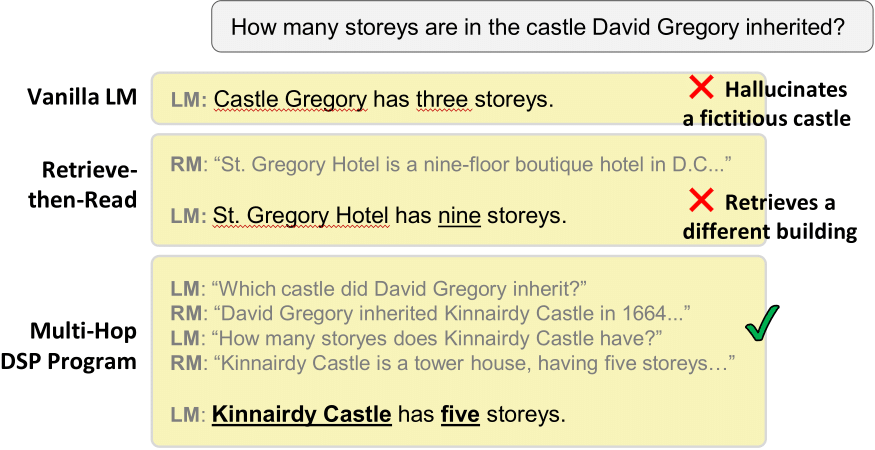 How many storeys are in the castle David Gregory inherited?
Vanilla LM
LM: Castle Gregory has three storeys.
Hallucinates
a fictitious castle
Retrieve-
then-Read
RM: “St. Gregory Hotel is a nine-floor boutique hotel in D.C...”
LM: St. Gregory Hotel has nine storeys.
Retrieves a
different building
Multi-Hop
DSP Program
LM: “Which castle did David Gregory inherit?”
RM: “David Gregory inherited Kinnairdy Castle in 1664...”
LM: “How many storyes does Kinnairdy Castle have?”
RM: “Kinnairdy Castle is a tower house, having five storeys…”
LM: Kinnairdy Castle has five storeys.